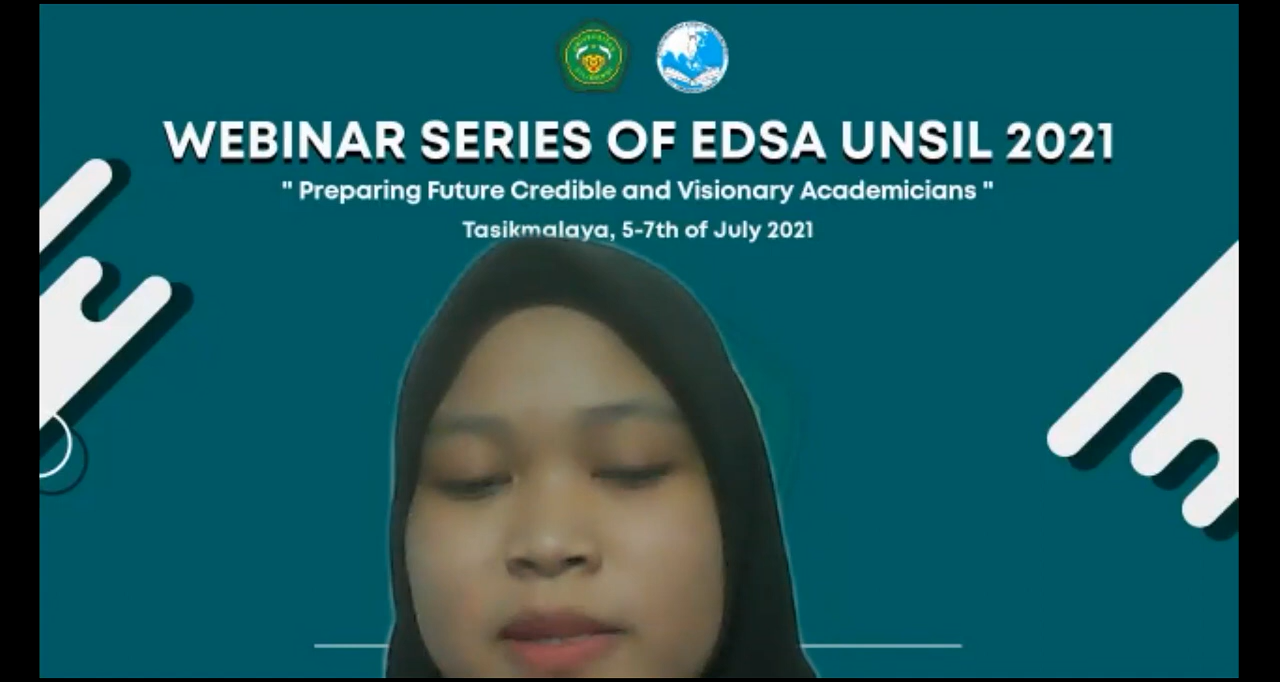 WEBINAR SERIES OF EDSA UNSIL 2021
" Preparing Future Credible and Visionary Academicians "
Tasikmalaya, 5-7th of July 2021